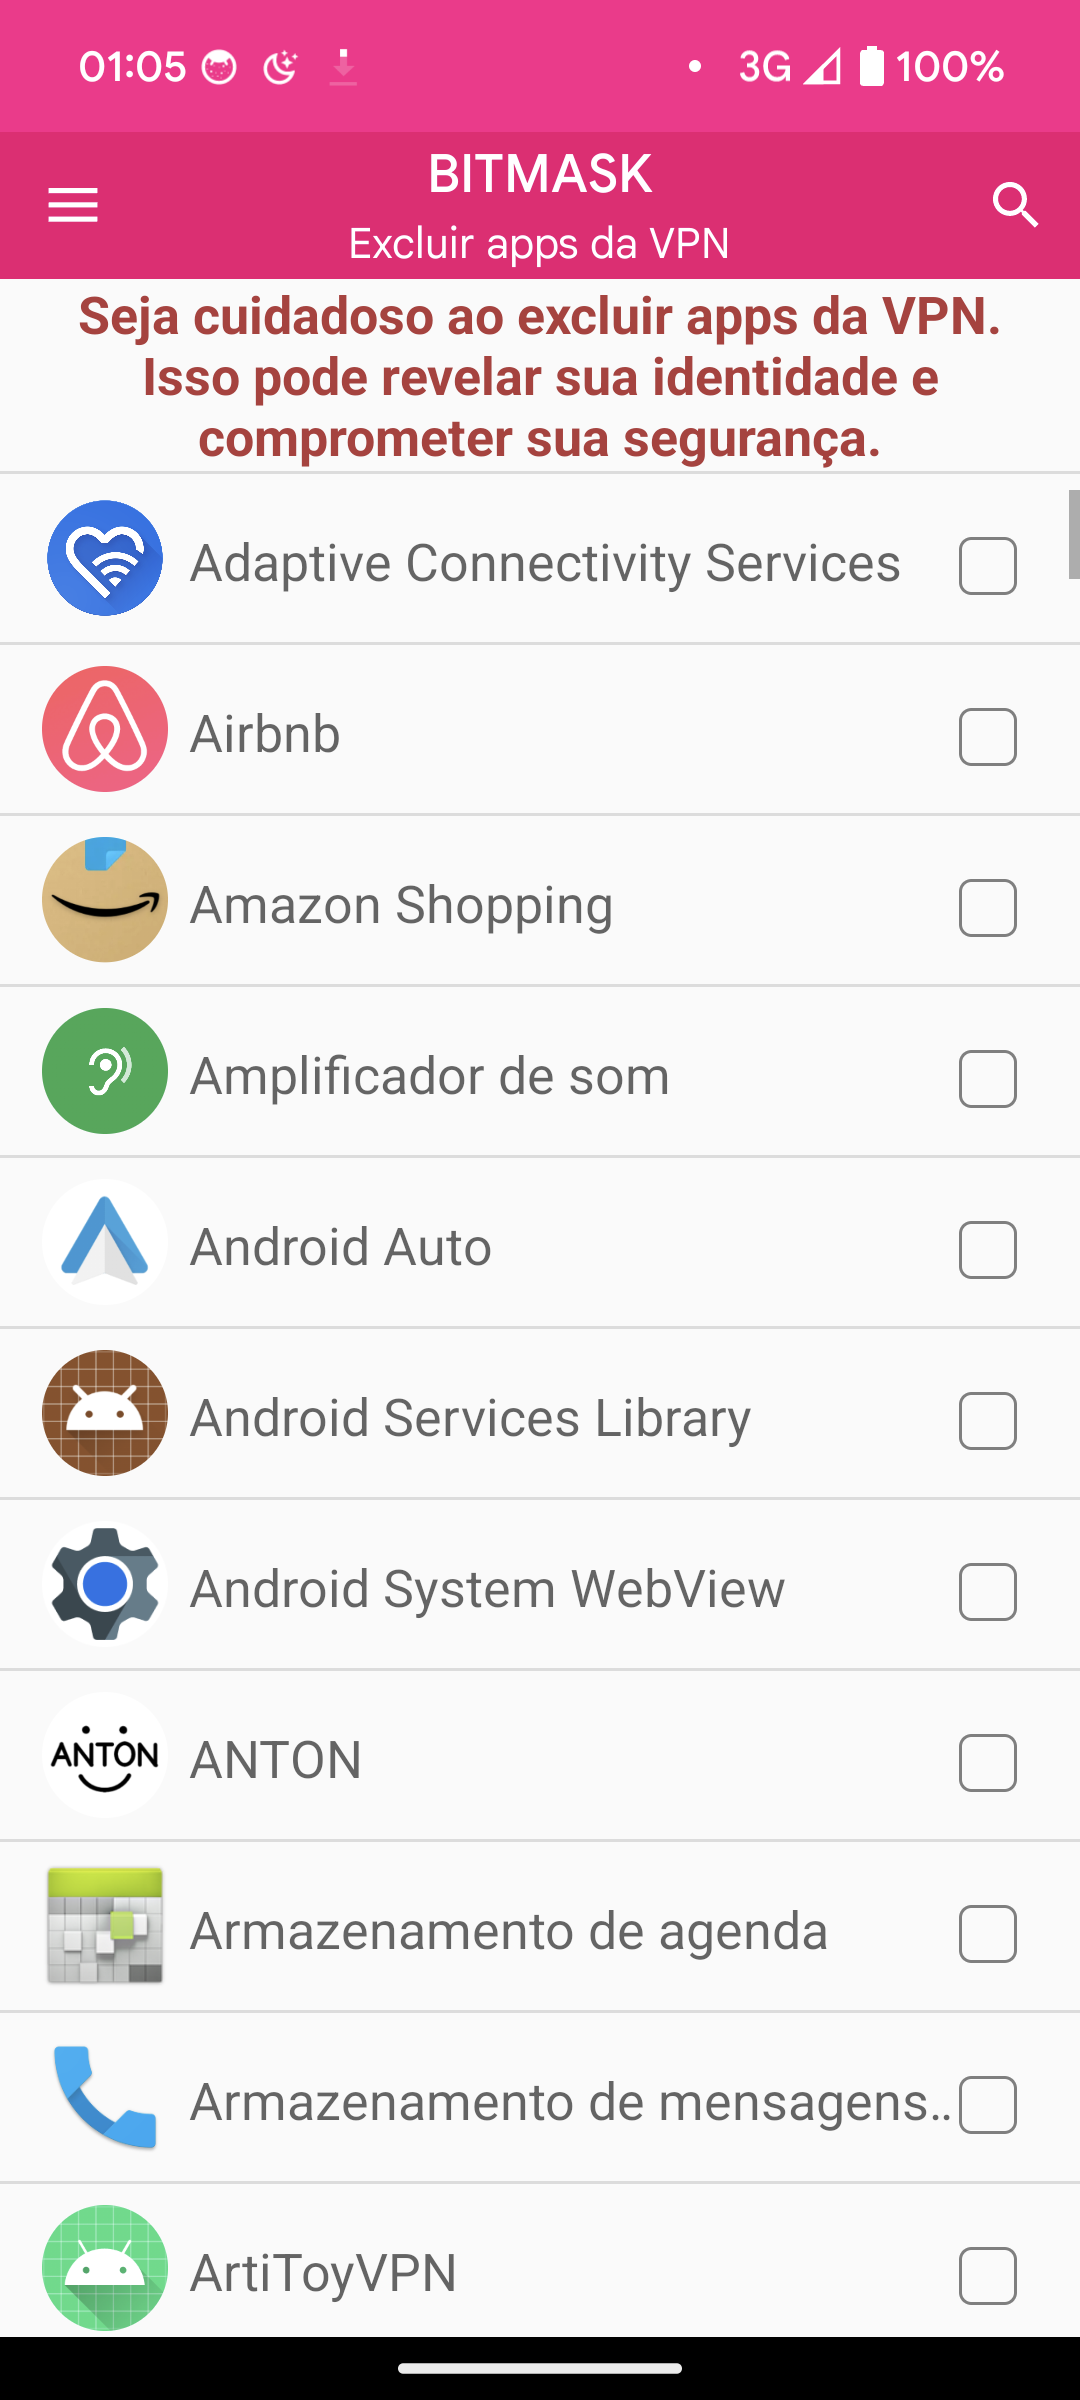 01:05
3G
100%
BITMASK
Excluir apps da VPN
Seja cuidadoso ao excluir apps da VPN.
Isso pode revelar sua identidade e
comprometer sua segurança.
Adaptive Connectivity Services
Airbnb
Amazon Shopping
Amplificador de som
Android Auto
Android Services Library
Android System WebView
ANTON
ANTON
Armazenamento de agenda
Armazenamento de mensagens..
ArtiToyVPN